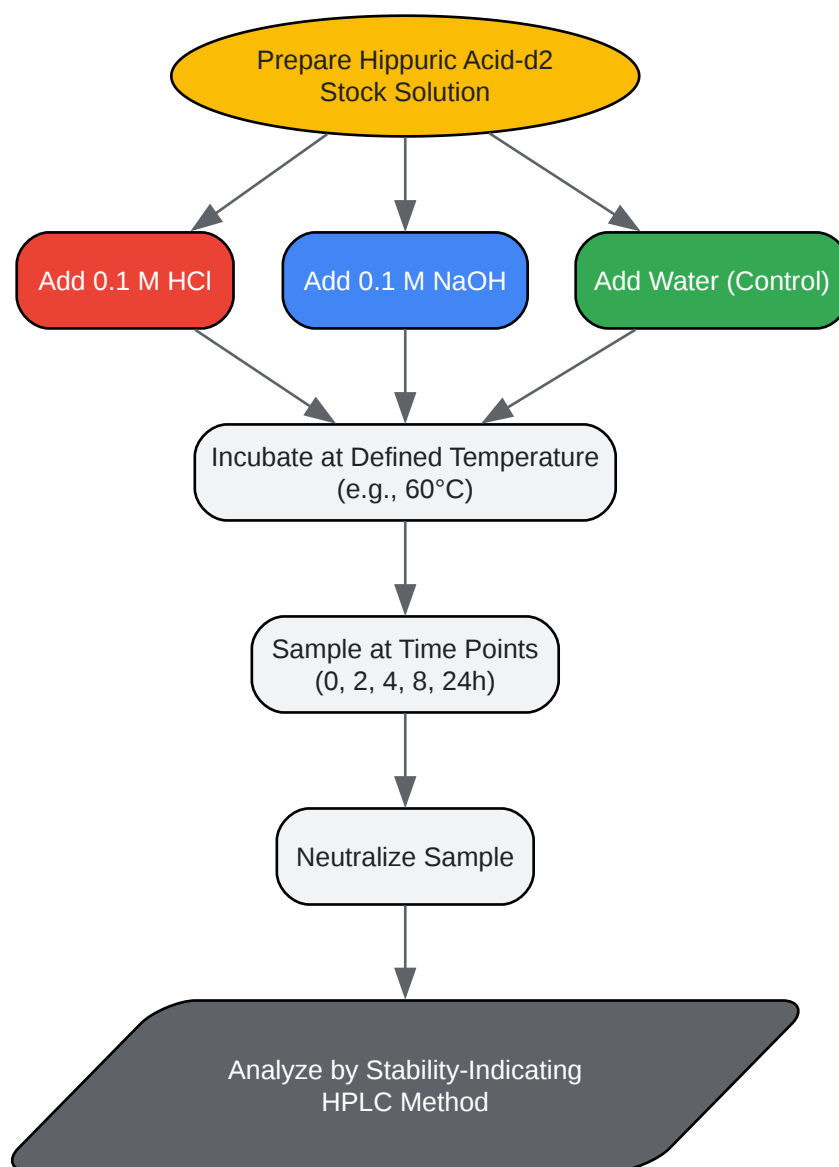 Prepare Hippuric Acid-d2
Stock Solution
Add 0.1 M HCl
Add 0.1 M NaOH
Add Water (Control)
Incubate at Defined Temperature
(e.g., 60°C)
Sample at Time Points
(0, 2, 4, 8, 24h)
Neutralize Sample
Analyze by Stability-Indicating
HPLC Method